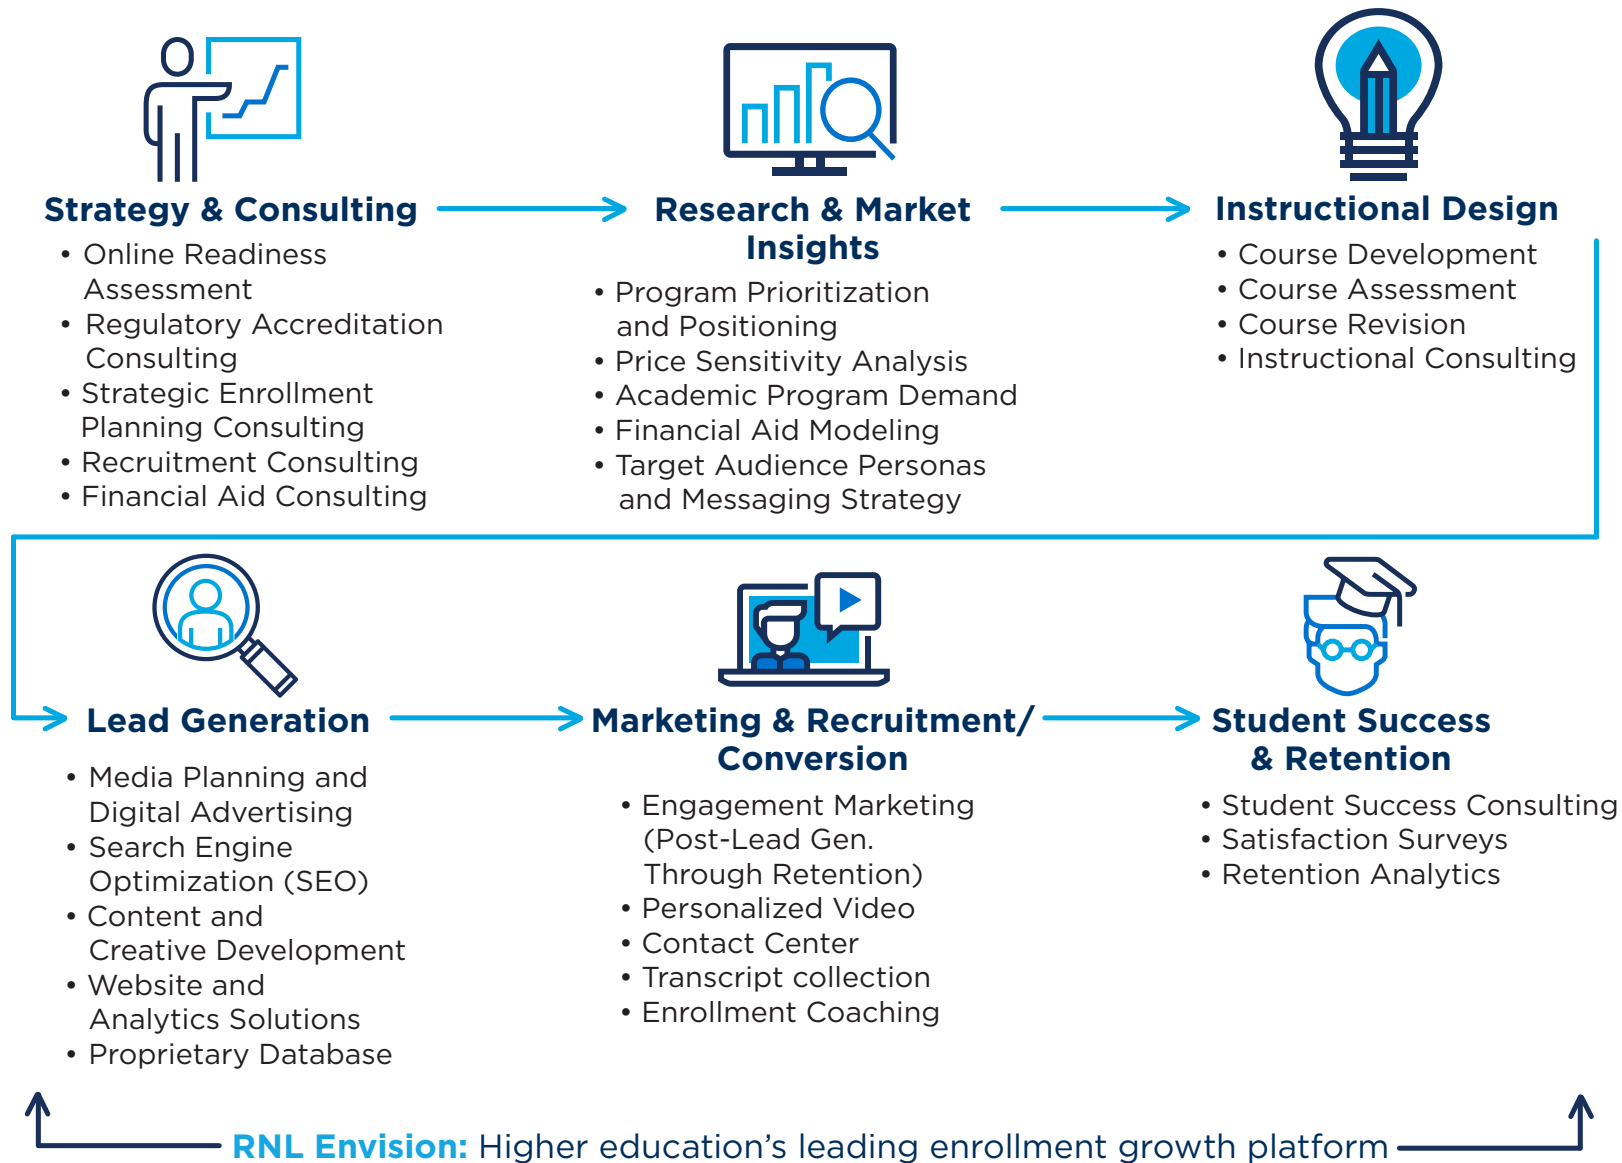 Strategy & Consulting
• Online Readiness
Assessment
• Regulatory Accreditation
Consulting
• Strategic Enrollment
Planning Consulting
• Recruitment Consulting
• Financial Aid Consulting
Research & Market
Insights
• Program Prioritization
and Positioning
• Price Sensitivity Analysis
• Academic Program Demand
• Financial Aid Modeling
• Target Audience Personas
and Messaging Strategy
Instructional Design
• Course Development
• Course Assessment
• Course Revision
• Instructional Consulting
Lead Generation
• Media Planning and
Digital Advertising
• Search Engine
Optimization (SEO)
• Content and
Creative Development
• Website and
Analytics Solutions
• Proprietary Database
Marketing & Recruitment/
Conversion
• Engagement Marketing
(Post-Lead Gen.
Through Retention)
• Personalized Video
• Contact Center
• Transcript collection
• Enrollment Coaching
Student Success
& Retention
• Student Success Consulting
• Satisfaction Surveys
• Retention Analytics
RNL Envision: Higher education’s leading enrollment growth platform